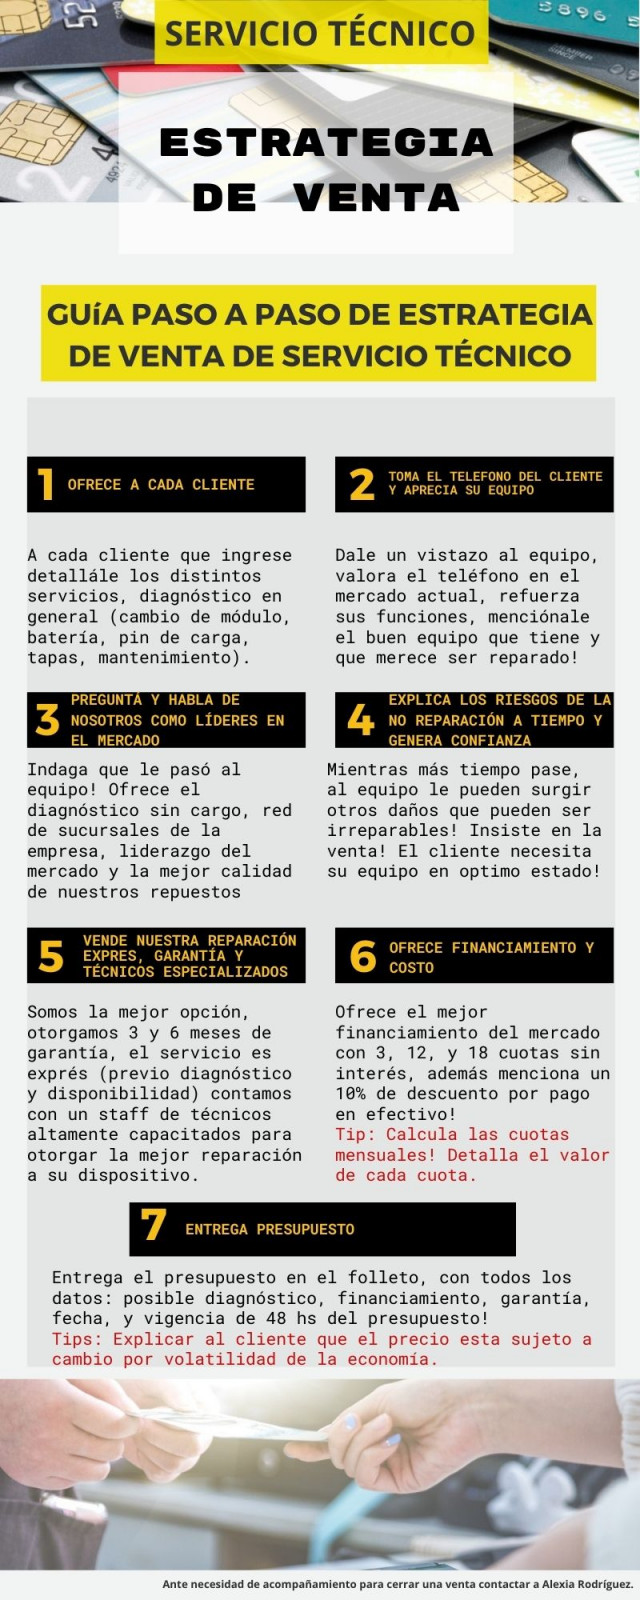 SERVICIO TÉCNICO
ESTRATEGIA
DE VENTA
GUíA PASO A PASO DE ESTRATEGIA
DE VENTA DE SERVICIO TÉCNICO
1 OFRECE A CADA CLIENTE
A cada cliente que ingrese
detallále los distintos
servicios, diagnóstico en
general (cambio de módulo,
batería, pin de carga,
tapas, mantenimiento).
2 TOMA EL TELEFONO DEL CLIENTE
Y APRECIA SU EQUIPO
Dale un vistazo al equipo,
valora el teléfono en el
mercado actual, refuerza
sus funciones, menciónale
el buen equipo que tiene y
que merece ser reparado!
3 PREGUNTÁ Y HABLA DE
NOSOTROS COMO LÍDERES EN
EL MERCADO
Indaga que le pasó al
equipo! Ofrece el
diagnóstico sin cargo, red
de sucursales de la
empresa, liderazgo del
mercado y la mejor calidad
de nuestros repuestos
4 EXPLICA LOS RIESGOS DE LA
NO REPARACIÓN A TIEMPO Y
GENERA CONFIANZA
Mientras más tiempo pase,
al equipo le pueden surgir
otros daños que pueden ser
irreparables! Insiste en la
venta! El cliente necesita
su equipo en optimo estado!
5 VENDE NUESTRA REPARACIÓN
EXPRES, GARANTÍA Y
TÉCNICOS ESPECIALIZADOS
Somos la mejor opción,
otorgamos 3 y 6 meses de
garantía, el servicio es
exprés (previo diagnóstico
y disponibilidad) contamos
con un staff de técnicos
altamente capacitados para
otorgar la mejor reparación
a su dispositivo.
6 OFRECE FINANCIAMIENTO Y
COSTO
Ofrece el mejor
financiamiento del mercado
con 3, 12, y 18 cuotas sin
interés, además menciona un
10% de descuento por pago
en efectivo!
Tip: Calcula las cuotas
mensuales! Detalla el valor
de cada cuota.
7 ENTREGA PRESUPUESTO
Entrega el presupuesto en el folleto, con todos los
datos: posible diagnóstico, financiamiento, garantía,
fecha, y vigencia de 48 hs del presupuesto!
Tips: Explicar al cliente que el precio esta sujeto a
cambio por volatilidad de la economía.
Ante necesidad de acompañamiento para cerrar una venta contactar a Alexia Rodríguez.